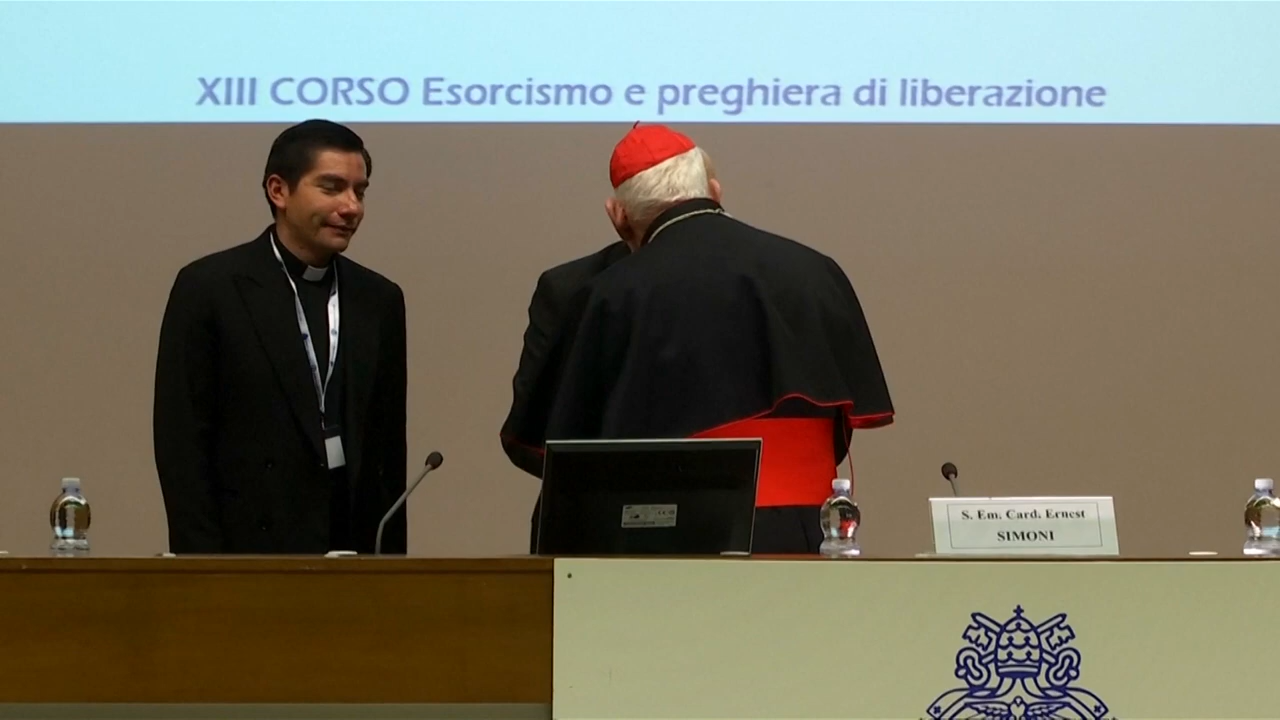 XIII CORSO Esorcismo e preghiera di liberazione
S. Em. Card. Ernest
SIMONI